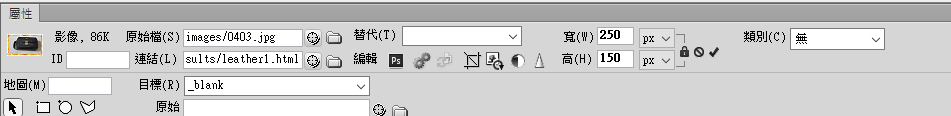 屬性
影像, 86K 原始檔(S) images/0403.jpg 替代(T) 寬(W) 250 px 類別(C) 無
ID 連結(L) sults/leather1.html 編輯 Ps 高(H) 150 px
地圖(M) 目標(R) _blank
原始